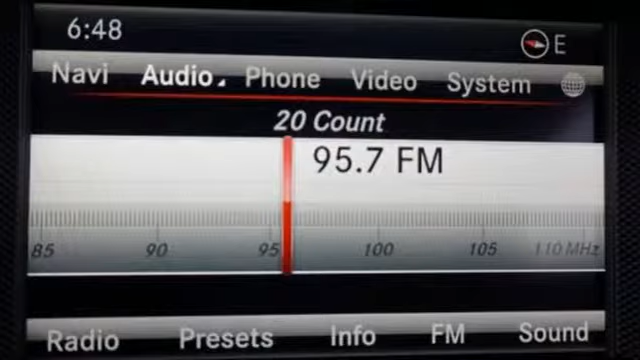 6:48 E
Navi Audio Phone Video System
20 Count
95.7 FM
85 90 95 100 105 110 MHz
Radio Presets Info FM Sound